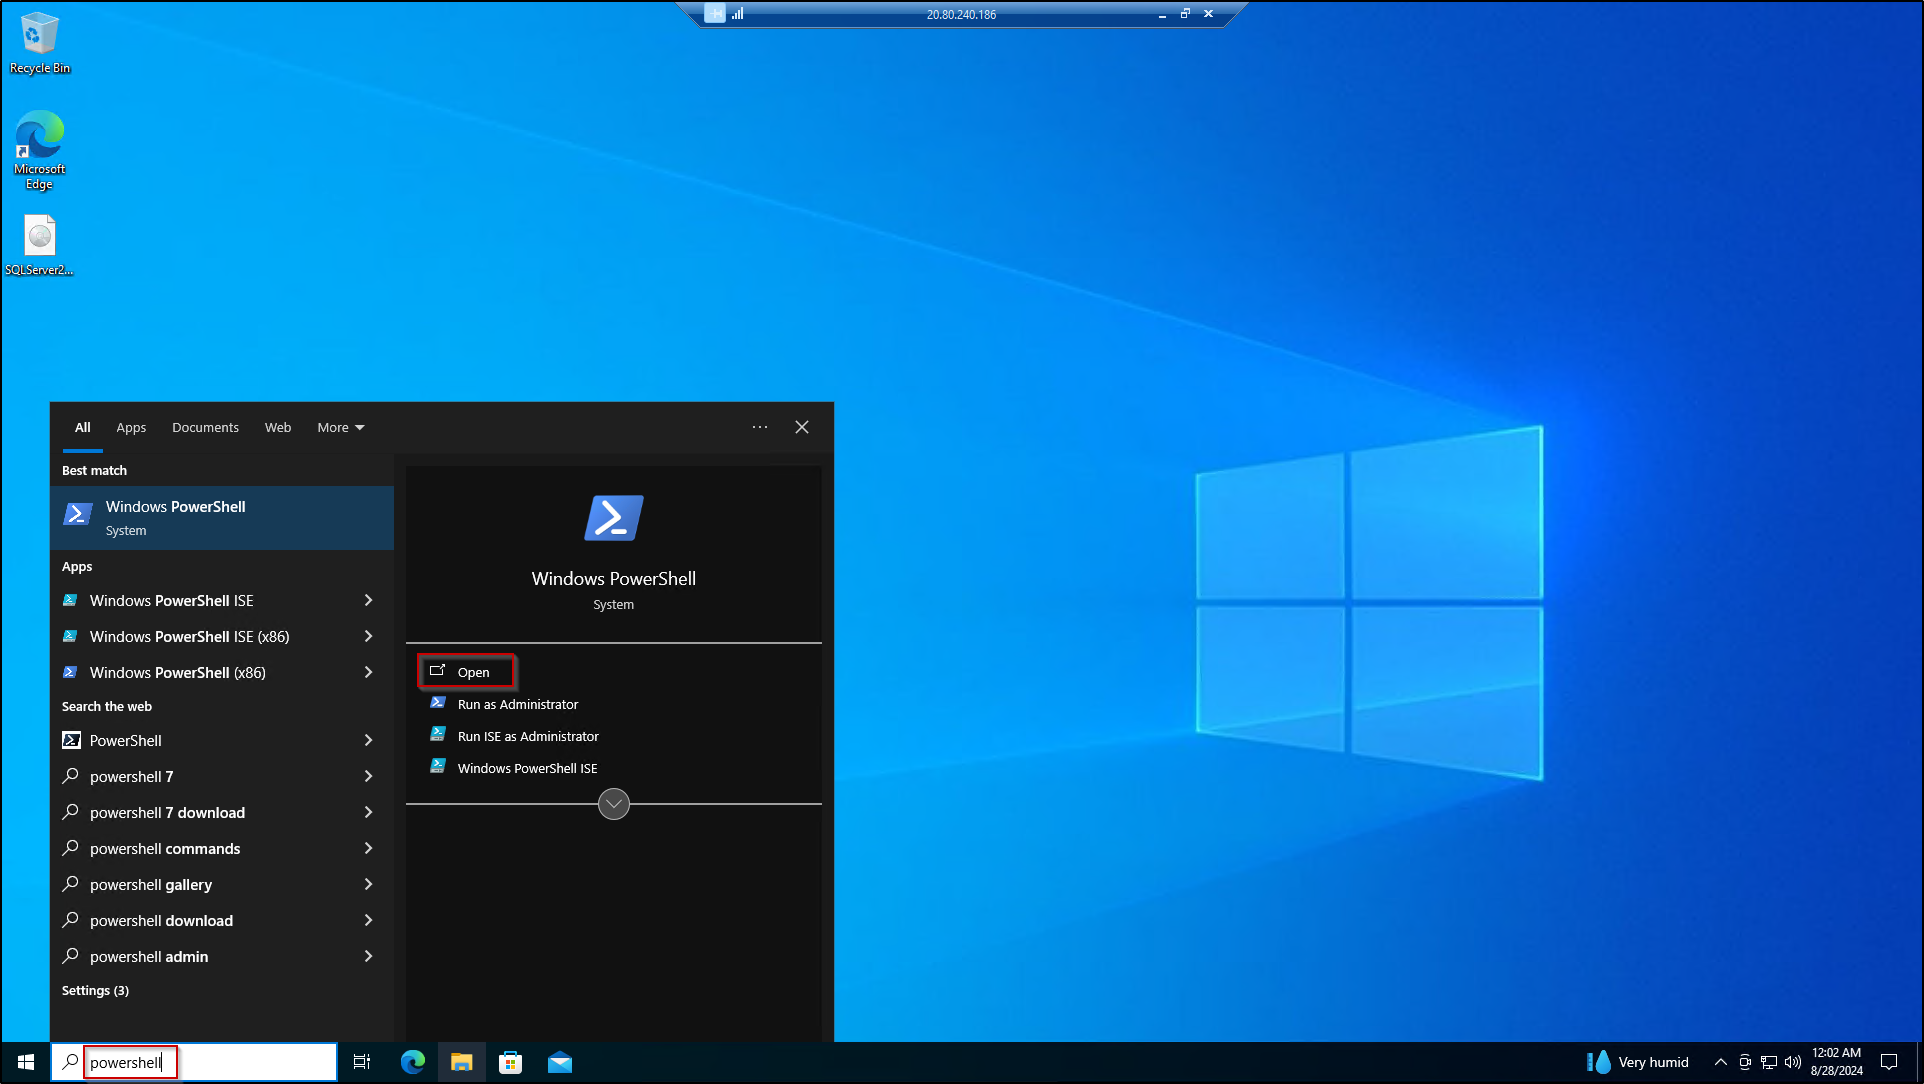 20.80.240.186
Recycle Bin
Microsoft
Edge
SQLServer2...
All
Apps
Documents
Web
More
Best match
Windows PowerShell
System
Apps
Windows PowerShell ISE
Windows PowerShell ISE (x86)
Windows PowerShell (x86)
Search the web
PowerShell
powershell 7
powershell 7 download
powershell commands
powershell gallery
powershell download
powershell admin
Settings (3)
Windows PowerShell
System
Open
Run as Administrator
Run ISE as Administrator
Windows PowerShell ISE
powershell
Very humid
12:02 AM
8/28/2024